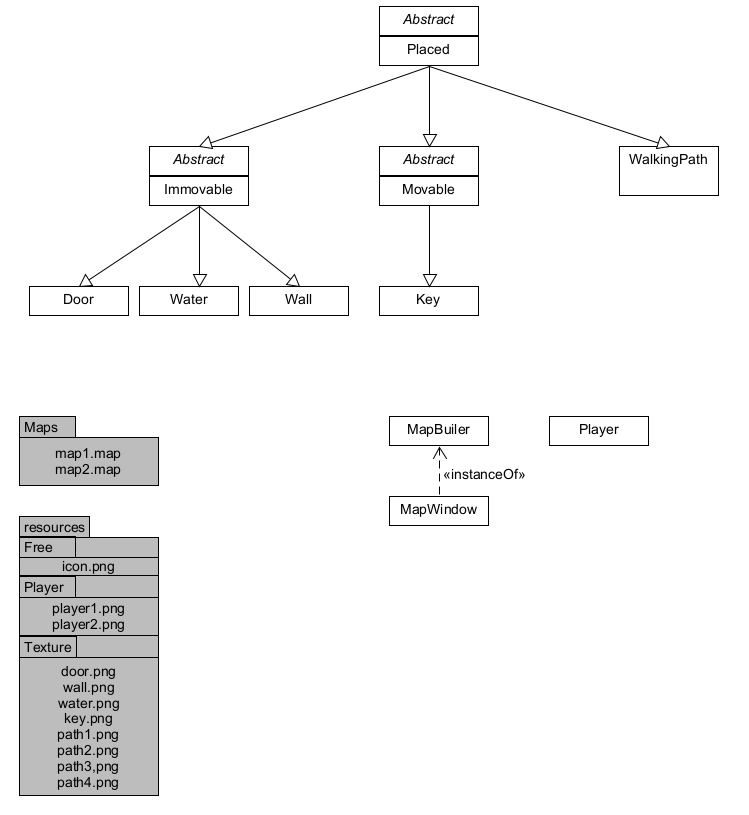 Abstract
Placed
Abstract
Immovable
Abstract
Movable
WalkingPath
Door
Water
Wall
Key
Maps
map1.map
map2.map
MapBuiler
Player
«instanceOf»
MapWindow
resources
Free
icon.png
Player
player1.png
player2.png
Texture
door.png
wall.png
water.png
key.png
path1.png
path2.png
path3,png
path4.png